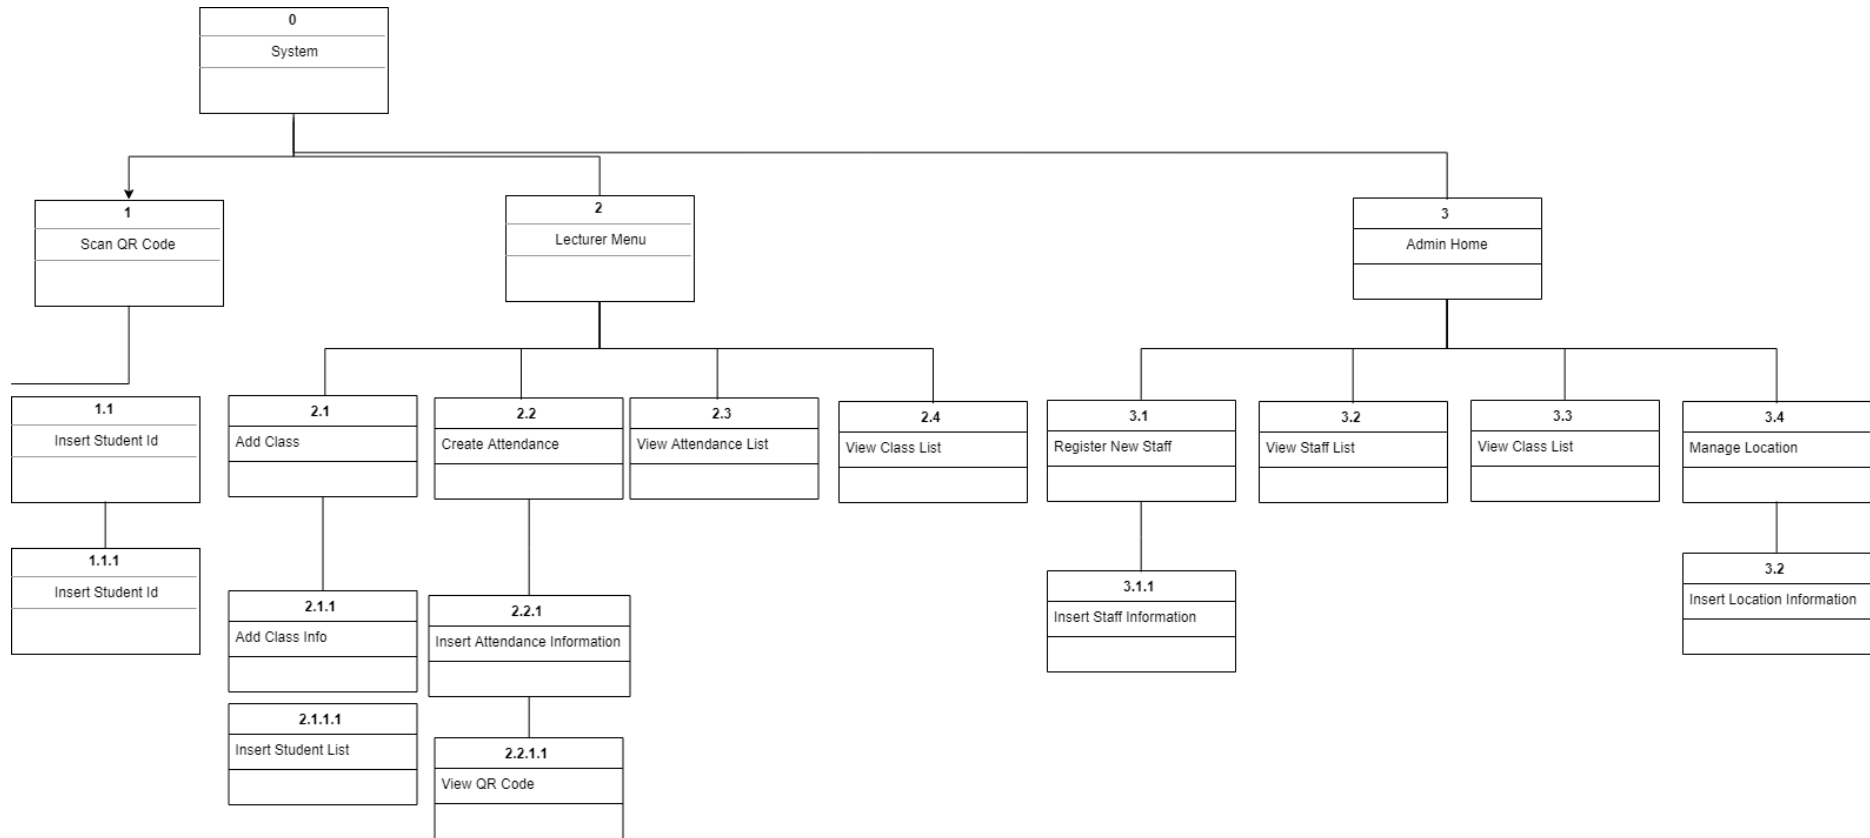 0
System
1
Scan QR Code
2
Lecturer Menu
3
Admin Home
1.1
Insert Student Id
2.1
Add Class
2.2
Create Attendance
2.3
View Attendance List
2.4
View Class List
3.1
Register New Staff
3.2
View Staff List
3.3
View Class List
3.4
Manage Location
1.1.1
Insert Student Id
2.1.1
Add Class Info
2.2.1
Insert Attendance Information
3.1.1
Insert Staff Information
3.2
Insert Location Information
2.1.1.1
Insert Student List
2.2.1.1
View QR Code